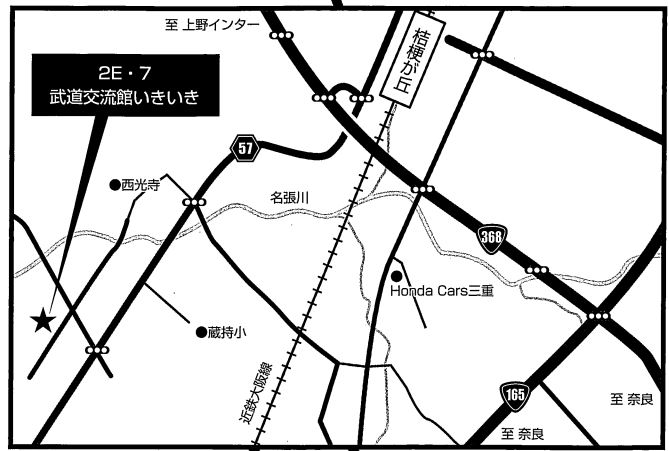 至 上野インター
桔梗が丘
2E・7
武道交流館いきいき
57
西光寺
名張川
368
Honda Cars三重
蔵持小
近鉄大阪線
165
至 奈良
至 奈良